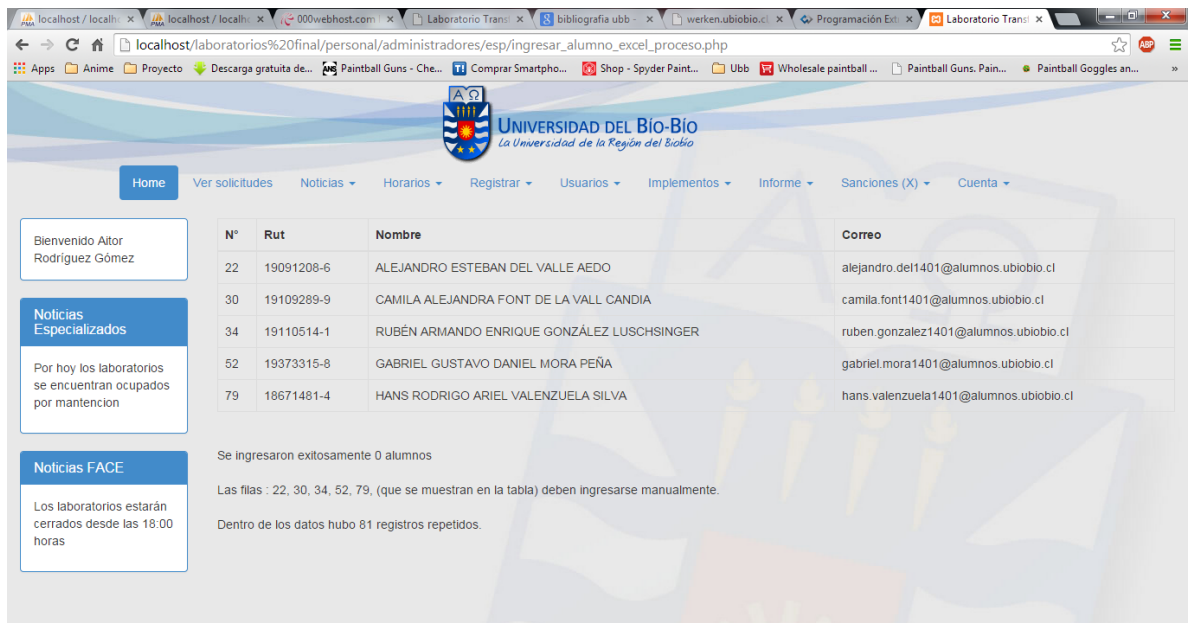 localhost / localho
localhost / localho
000webhost.com
Laboratorio Transf
bibliografia ubb -
werken.ubiobio.cl
Programación Ext
Laboratorio Transf
localhost/laboratorios%20final/personal/administradores/esp/ingresar_alumno_excel_proceso.php
Apps Anime Proyecto Descarga gratuita de... Paintball Guns - Che... Comprar Smartpho... Shop - Spyder Paint... Ubb Wholesale paintball ... Paintball Guns. Pain... Paintball Goggles an... »
ABP
ΑΩ
UNIVERSIDAD DEL BÍO-BÍO
La Universidad de la Región del Biobío
Home Ver solicitudes Noticias Horarios Registrar Usuarios Implementos Informe Sanciones (X) Cuenta
Bienvenido Aitor
Rodríguez Gómez
Noticias
Especializados
Por hoy los laboratorios
se encuentran ocupados
por mantencion
Noticias FACE
Los laboratorios estarán
cerrados desde las 18:00
horas
N° Rut Nombre Correo
22 19091208-6 ALEJANDRO ESTEBAN DEL VALLE AEDO alejandro.del1401@alumnos.ubiobio.cl
30 19109289-9 CAMILA ALEJANDRA FONT DE LA VALL CANDIA camila.font1401@alumnos.ubiobio.cl
34 19110514-1 RUBÉN ARMANDO ENRIQUE GONZÁLEZ LUSCHSINGER ruben.gonzalez1401@alumnos.ubiobio.cl
52 19373315-8 GABRIEL GUSTAVO DANIEL MORA PEÑA gabriel.mora1401@alumnos.ubiobio.cl
79 18671481-4 HANS RODRIGO ARIEL VALENZUELA SILVA hans.valenzuela1401@alumnos.ubiobio.cl
Se ingresaron exitosamente 0 alumnos
Las filas : 22, 30, 34, 52, 79, (que se muestran en la tabla) deben ingresarse manualmente.
Dentro de los datos hubo 81 registros repetidos.